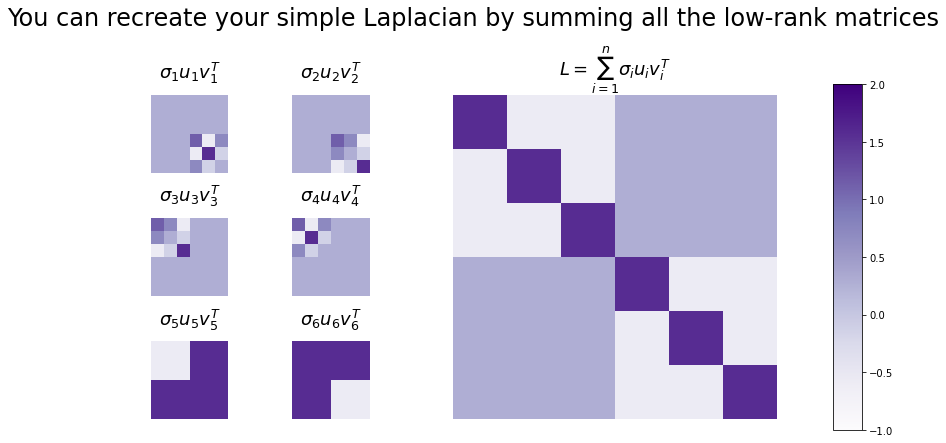 You can recreate your simple Laplacian by summing all the low-rank matrices
σ₁u₁v₁ᵀ
σ₂u₂v₂ᵀ
L = ∑ᵢ₌₁ⁿ σᵢuᵢvᵢᵀ
σ₃u₃v₃ᵀ
σ₄u₄v₄ᵀ
σ₅u₅v₅ᵀ
σ₆u₆v₆ᵀ
2.0
1.5
1.0
0.5
0.0
−0.5
−1.0